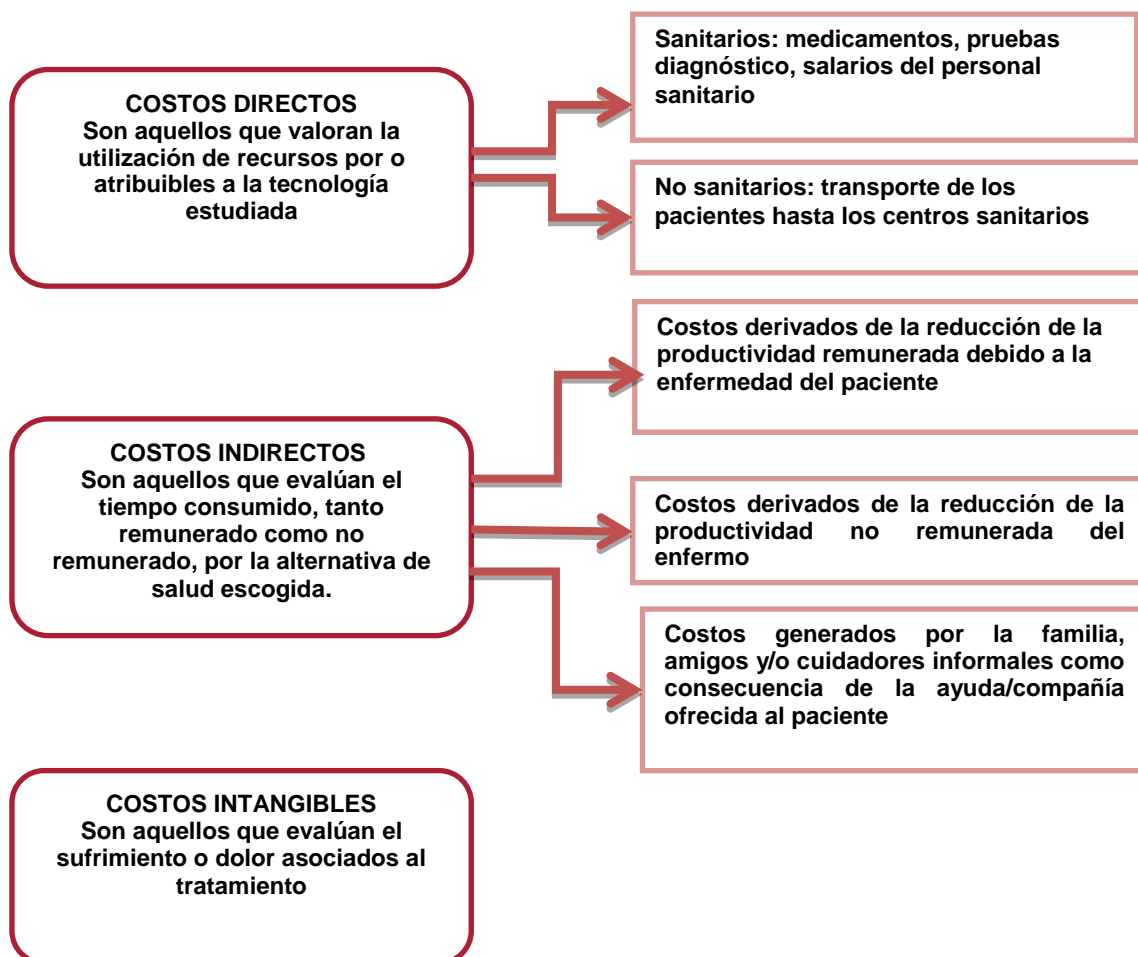 COSTOS DIRECTOS
Son aquellos que valoran la
utilización de recursos por o
atribuibles a la tecnología
estudiada
Sanitarios: medicamentos, pruebas
diagnóstico, salarios del personal
sanitario
No sanitarios: transporte de los
pacientes hasta los centros sanitarios
COSTOS INDIRECTOS
Son aquellos que evalúan el
tiempo consumido, tanto
remunerado como no
remunerado, por la alternativa de
salud escogida.
Costos derivados de la reducción de la
productividad remunerada debido a la
enfermedad del paciente
Costos derivados de la reducción de la
productividad no remunerada del
enfermo
Costos generados por la familia,
amigos y/o cuidadores informales como
consecuencia de la ayuda/compañía
ofrecida al paciente
COSTOS INTANGIBLES
Son aquellos que evalúan el
sufrimiento o dolor asociados al
tratamiento